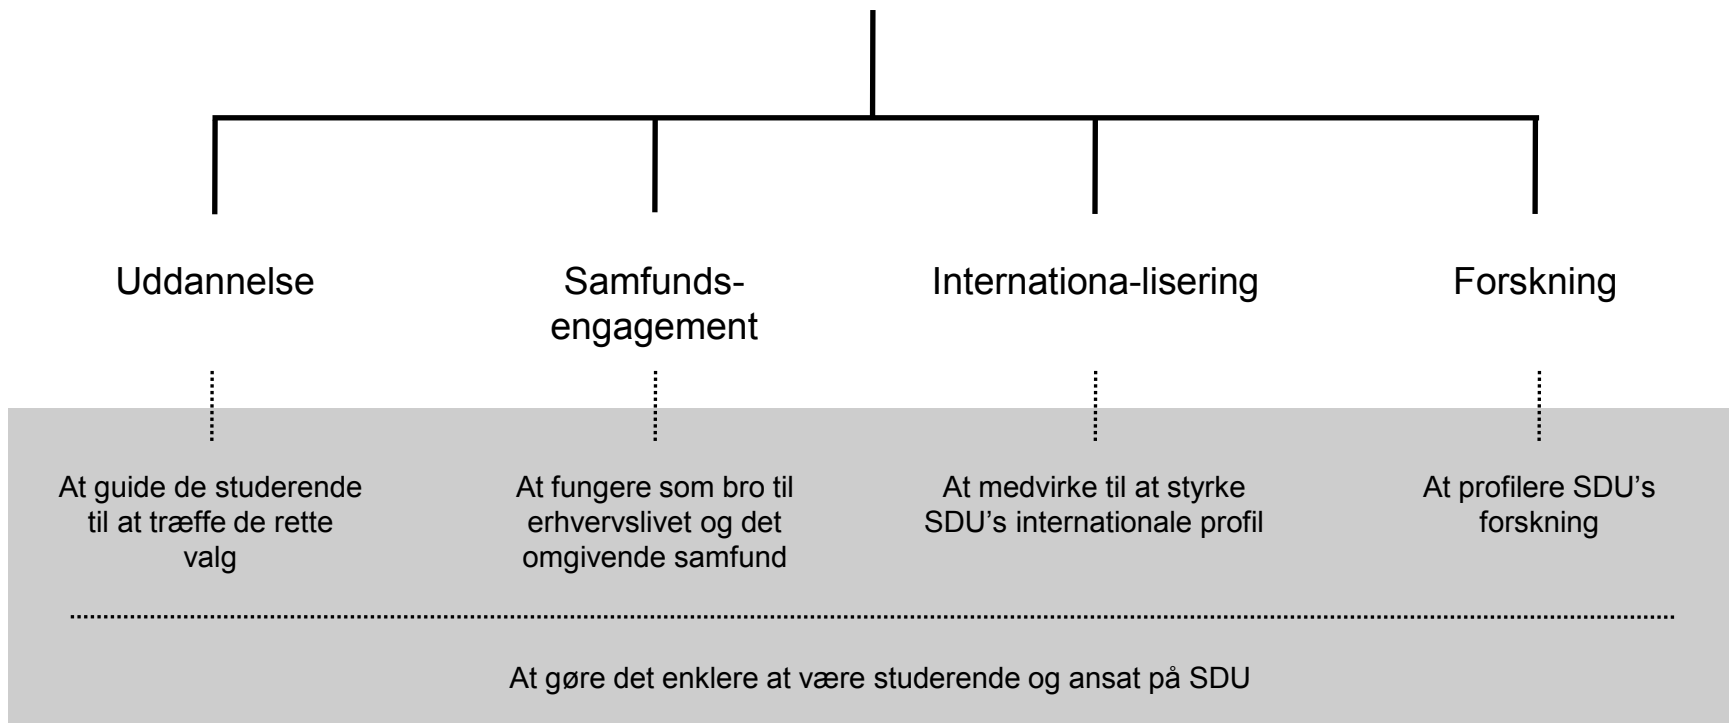 Uddannelse
Samfunds-
engagement
Internationa-lisering
Forskning
At guide de studerende
til at træffe de rette
valg
At fungere som bro til
erhvervslivet og det
omgivende samfund
At medvirke til at styrke
SDU’s internationale profil
At profilere SDU’s
forskning
At gøre det enklere at være studerende og ansat på SDU